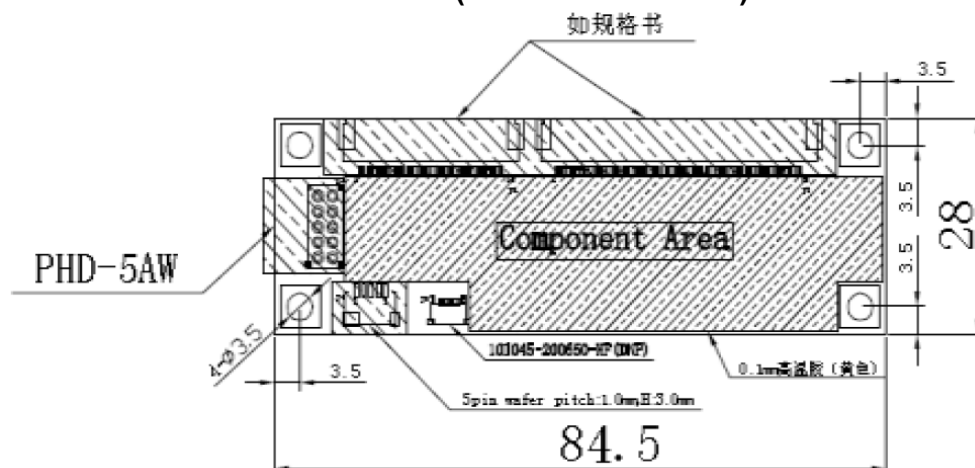 如规格书
3.5
3.5
28
Component Area
PHD-5AW
3.5
4-Φ3.5
3.5
103045-200650-NP(DNP)
0.1mm高温胶（黄色）
5pin wafer pitch:1.0mm,H:3.0mm
84.5